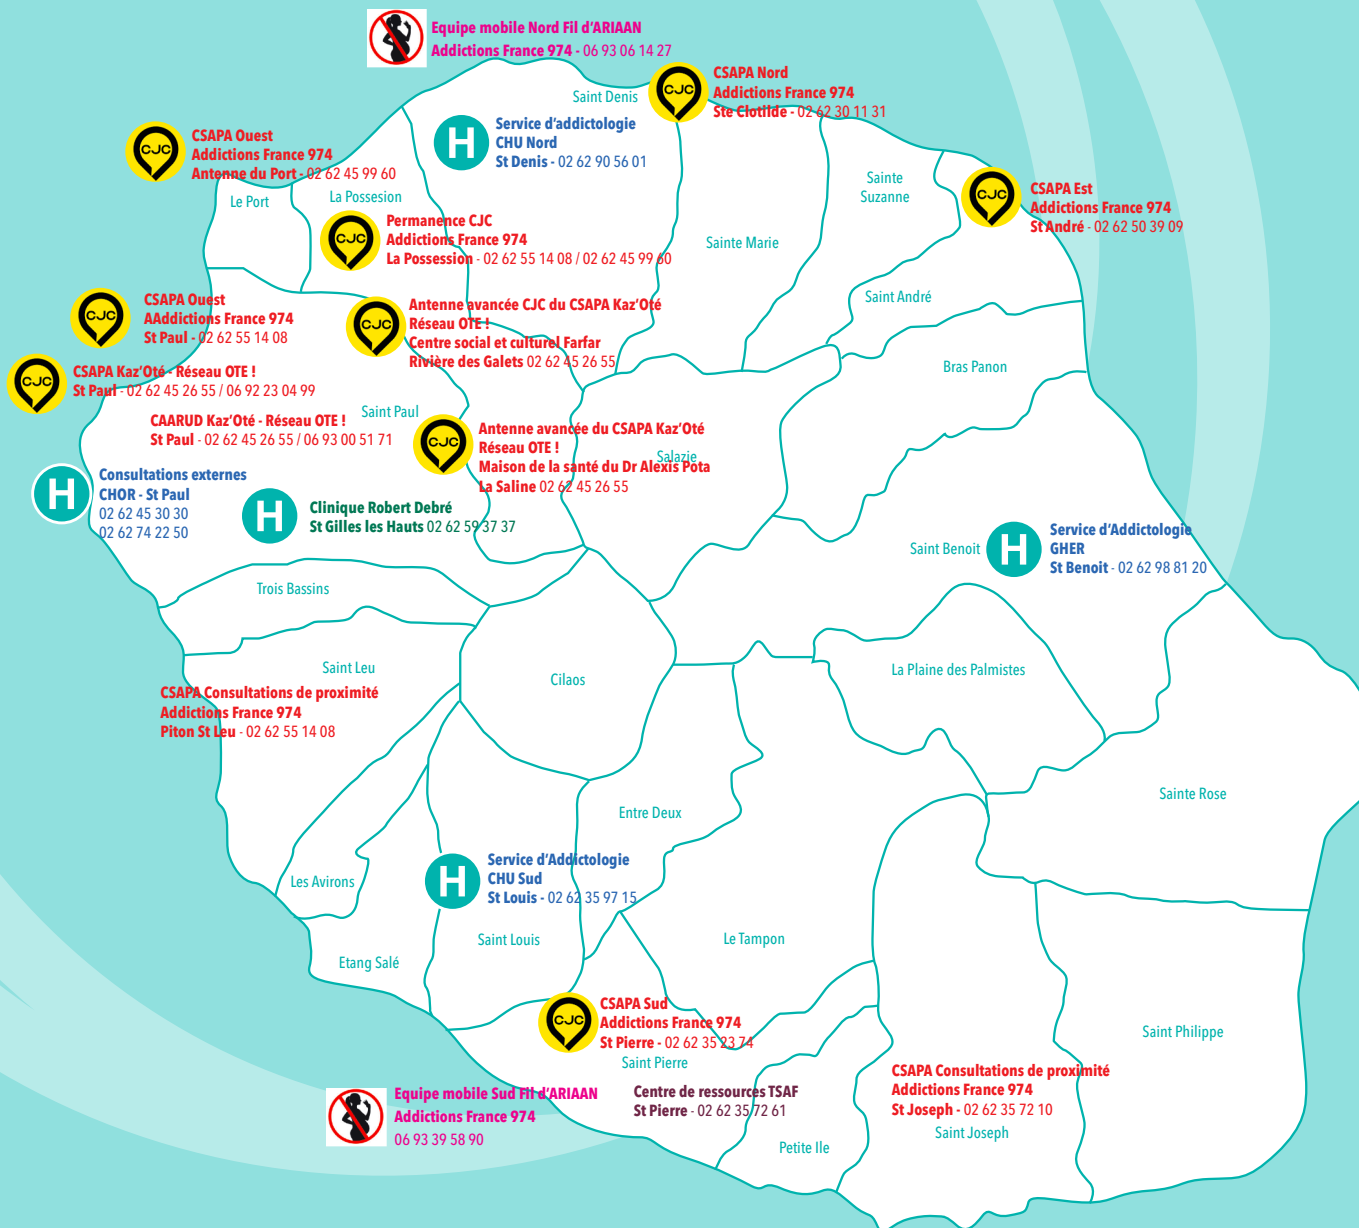 Equipe mobile Nord Fil d'ARIAAN
Addictions France 974 - 06 93 06 14 27
CJC
CSAPA Nord
Addictions France 974
Ste Clotilde - 02 62 30 11 31
Saint Denis
H
Service d'addictologie
CHU Nord
St Denis - 02 62 90 56 01
CJC
CSAPA Ouest
Addictions France 974
Antenne du Port - 02 62 45 99 60
Le Port
La Possesion
Sainte
Suzanne
CJC
CSAPA Est
Addictions France 974
St André - 02 62 50 39 09
CJC
Permanence CJC
Addictions France 974
La Possession - 02 62 55 14 08 / 02 62 45 99 60
Sainte Marie
Saint André
CJC
CSAPA Ouest
AAddictions France 974
St Paul - 02 62 55 14 08
CJC
Antenne avancée CJC du CSAPA Kaz'Oté
Réseau OTE !
Centre social et culturel Farfar
Rivière des Galets 02 62 45 26 55
CJC
CSAPA Kaz'Oté - Réseau OTE !
St Paul - 02 62 45 26 55 / 06 92 23 04 99
Bras Panon
Saint Paul
CAARUD Kaz'Oté - Réseau OTE !
St Paul - 02 62 45 26 55 / 06 93 00 51 71
CJC
Antenne avancée du CSAPA Kaz'Oté
Réseau OTE !
Salazie
Maison de la santé du Dr Alexis Pota
La Saline 02 62 45 26 55
H
Consultations externes
CHOR - St Paul
02 62 45 30 30
02 62 74 22 50
H
Clinique Robert Debré
St Gilles les Hauts 02 62 59 37 37
Saint Benoit
H
Service d'Addictologie
GHER
St Benoit - 02 62 98 81 20
Trois Bassins
Saint Leu
CSAPA Consultations de proximité
Addictions France 974
Piton St Leu - 02 62 55 14 08
Cilaos
La Plaine des Palmistes
Sainte Rose
Entre Deux
Les Avirons
H
Service d'Addictologie
CHU Sud
St Louis - 02 62 35 97 15
Saint Louis
Le Tampon
Etang Salé
CJC
CSAPA Sud
Addictions France 974
St Pierre - 02 62 35 23 74
Saint Pierre
Saint Philippe
Equipe mobile Sud Fil d'ARIAAN
Addictions France 974
06 93 39 58 90
Centre de ressources TSAF
St Pierre - 02 62 35 72 61
CSAPA Consultations de proximité
Addictions France 974
St Joseph - 02 62 35 72 10
Saint Joseph
Petite Ile